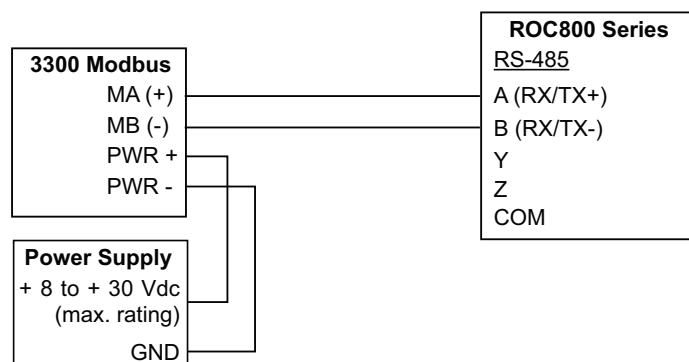 3300 Modbus
MA (+)
MB (-)
PWR +
PWR -
Power Supply
+ 8 to + 30 Vdc
(max. rating)
GND
ROC800 Series
RS-485
A (RX/TX+)
B (RX/TX-)
Y
Z
COM